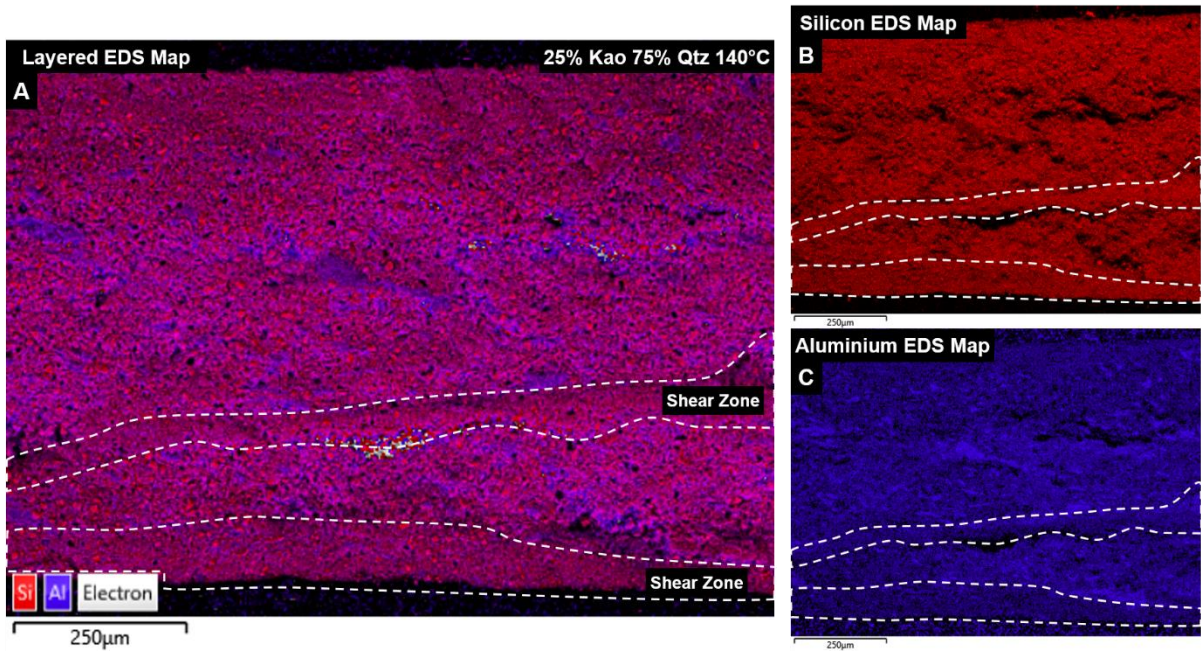 Layered EDS Map
25% Kao 75% Qtz 140°C
A
Shear Zone
Shear Zone
Si Al Electron
250µm
Silicon EDS Map
B
250µm
Aluminium EDS Map
C
250µm